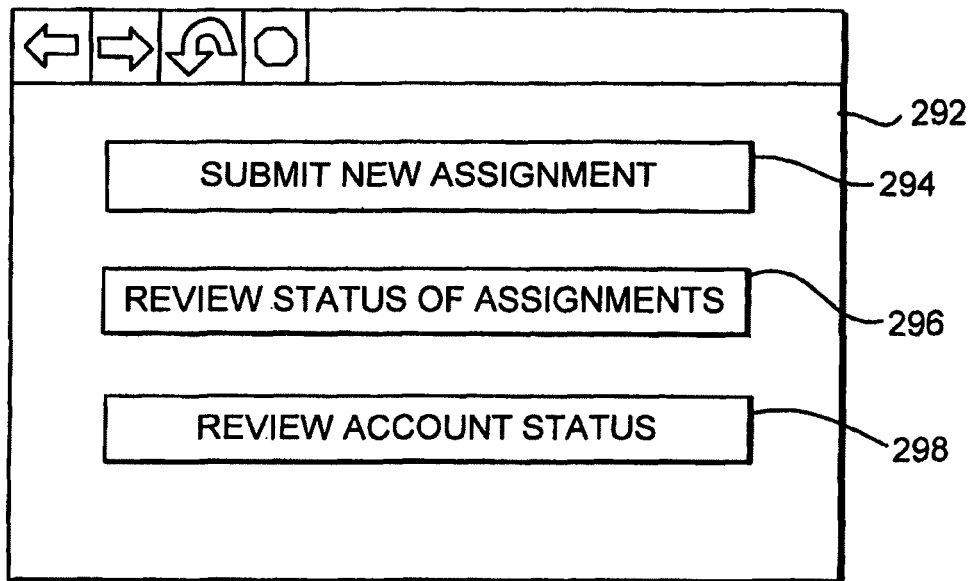 292
SUBMIT NEW ASSIGNMENT
294
REVIEW STATUS OF ASSIGNMENTS
296
REVIEW ACCOUNT STATUS
298